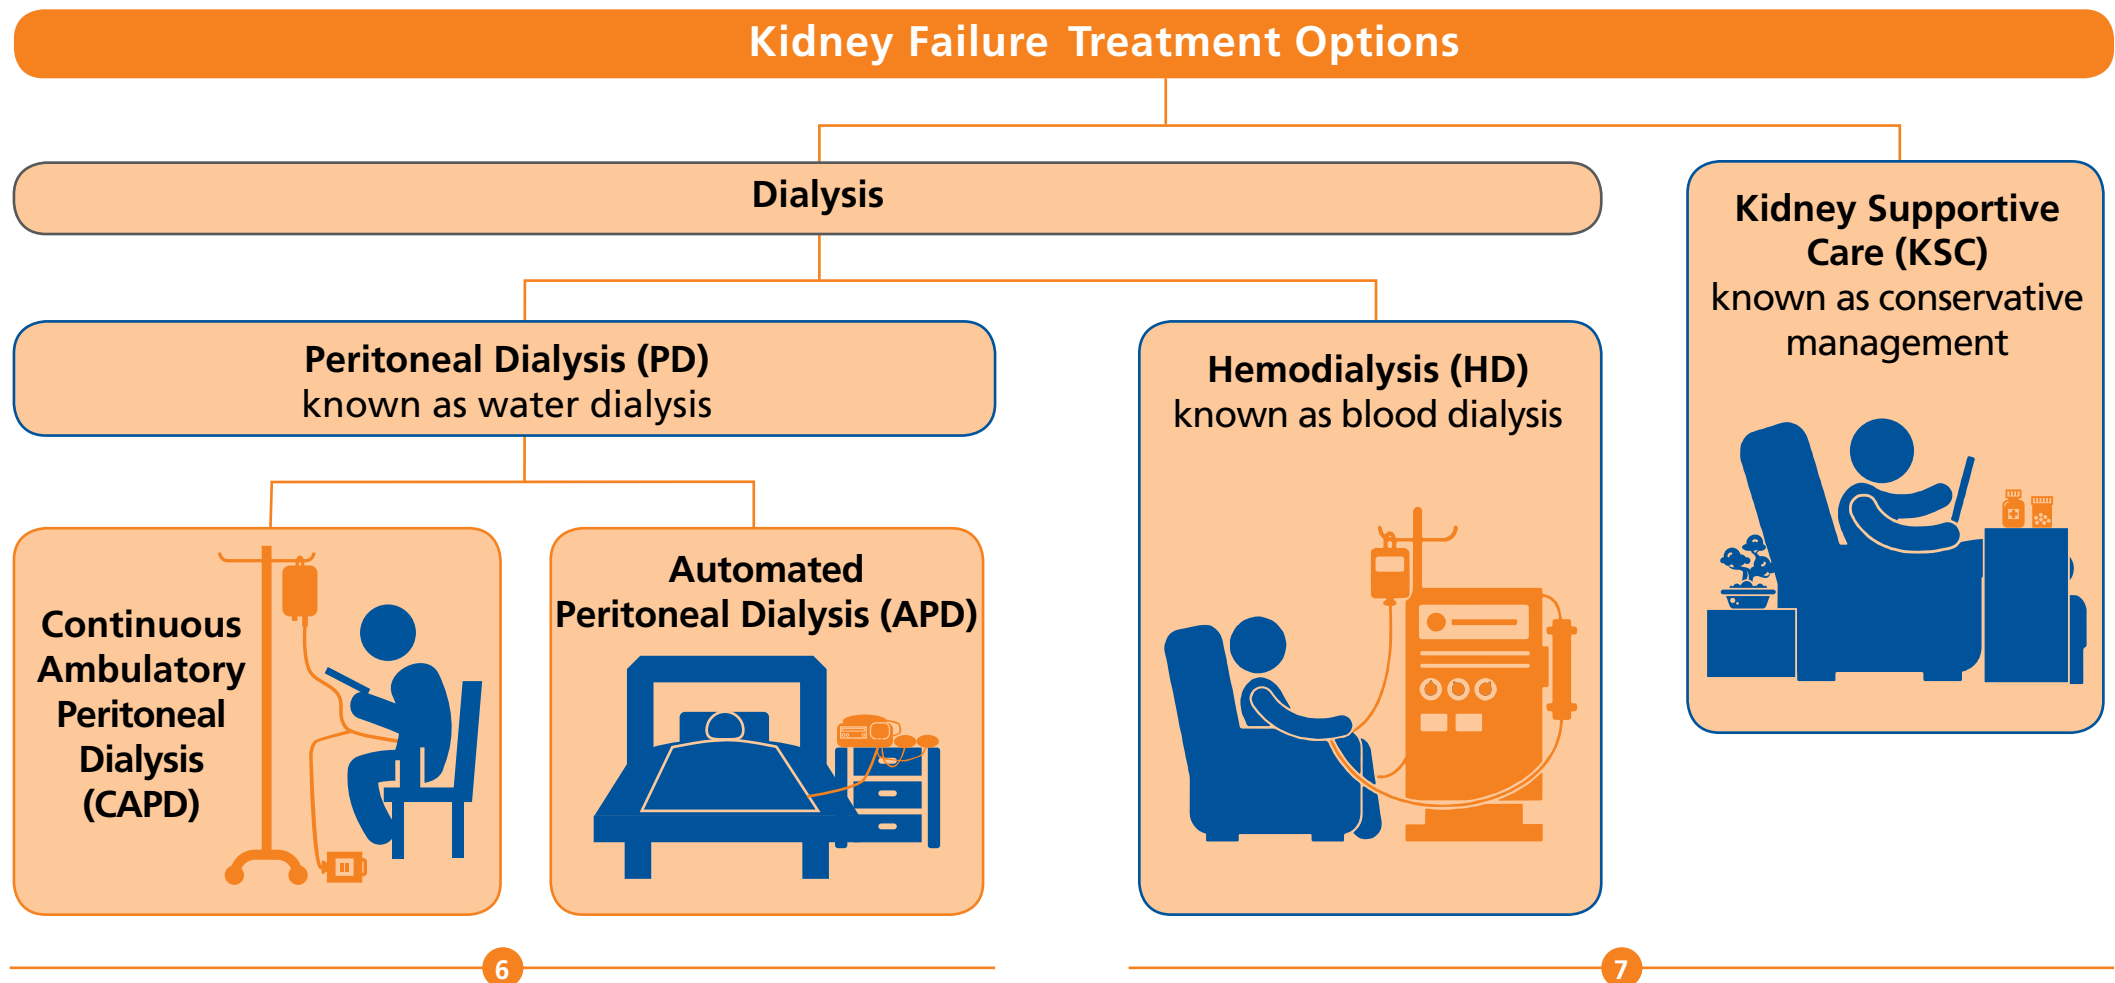 Kidney Failure Treatment Options
Dialysis
Kidney Supportive
Care (KSC)
known as conservative
management
Peritoneal Dialysis (PD)
known as water dialysis
Hemodialysis (HD)
known as blood dialysis
Continuous
Ambulatory
Peritoneal
Dialysis
(CAPD)
Automated
Peritoneal Dialysis (APD)
6
7